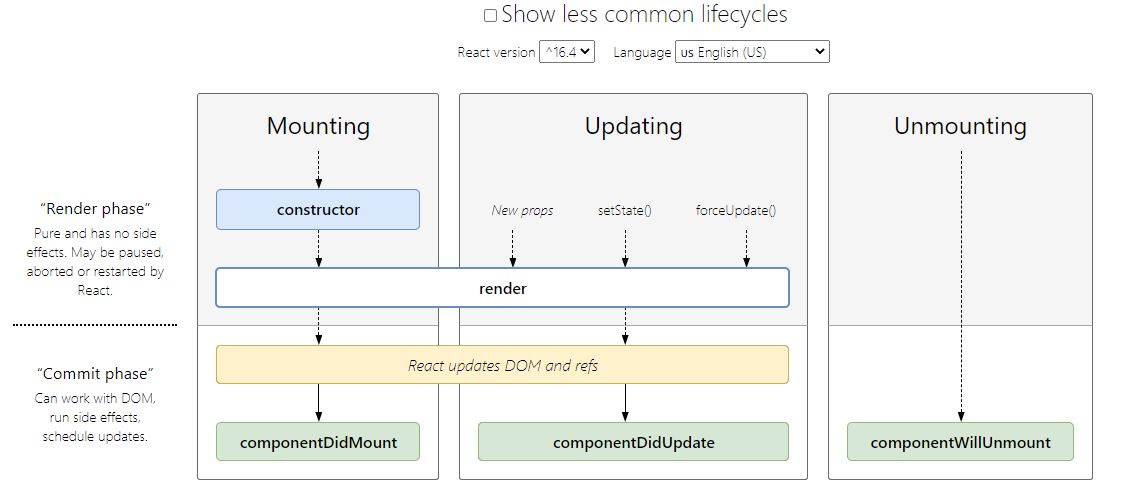 Show less common lifecycles
React version ^16.4 Language us English (US)
Mounting
Updating
Unmounting
“Render phase”
Pure and has no side
effects. May be paused,
aborted or restarted by
React.
constructor
New props
setState()
forceUpdate()
render
“Commit phase”
Can work with DOM,
run side effects,
schedule updates.
React updates DOM and refs
componentDidMount
componentDidUpdate
componentWillUnmount